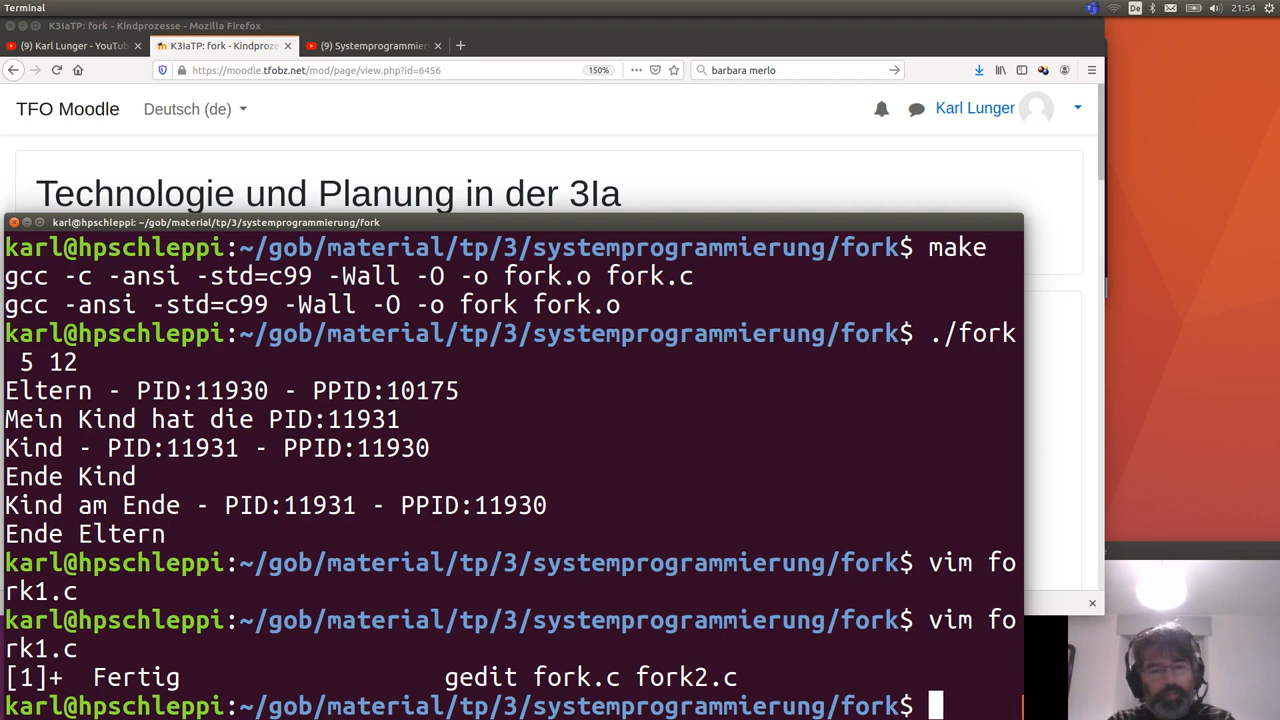 Terminal
De
21:54
K3IaTP: fork - Kindprozesse - Mozilla Firefox
(9) Karl Lunger - YouTub
K3IaTP: fork - Kindproze
(9) Systemprogrammier
https://moodle.tfobz.net/mod/page/view.php?id=6456
150%
barbara merlo
TFO Moodle
Deutsch (de)
Karl Lunger
Technologie und Planung in der 3Ia
karl@hpschleppi: ~/gob/material/tp/3/systemprogrammierung/fork
karl@hpschleppi:~/gob/material/tp/3/systemprogrammierung/fork$ make
gcc -c -ansi -std=c99 -Wall -O -o fork.o fork.c
gcc -ansi -std=c99 -Wall -O -o fork fork.o
karl@hpschleppi:~/gob/material/tp/3/systemprogrammierung/fork$ ./fork
5 12
Eltern - PID:11930 - PPID:10175
Mein Kind hat die PID:11931
Kind - PID:11931 - PPID:11930
Ende Kind
Kind am Ende - PID:11931 - PPID:11930
Ende Eltern
karl@hpschleppi:~/gob/material/tp/3/systemprogrammierung/fork$ vim fo
rk1.c
karl@hpschleppi:~/gob/material/tp/3/systemprogrammierung/fork$ vim fo
rk1.c
[1]+  Fertig                  gedit fork.c fork2.c
karl@hpschleppi:~/gob/material/tp/3/systemprogrammierung/fork$